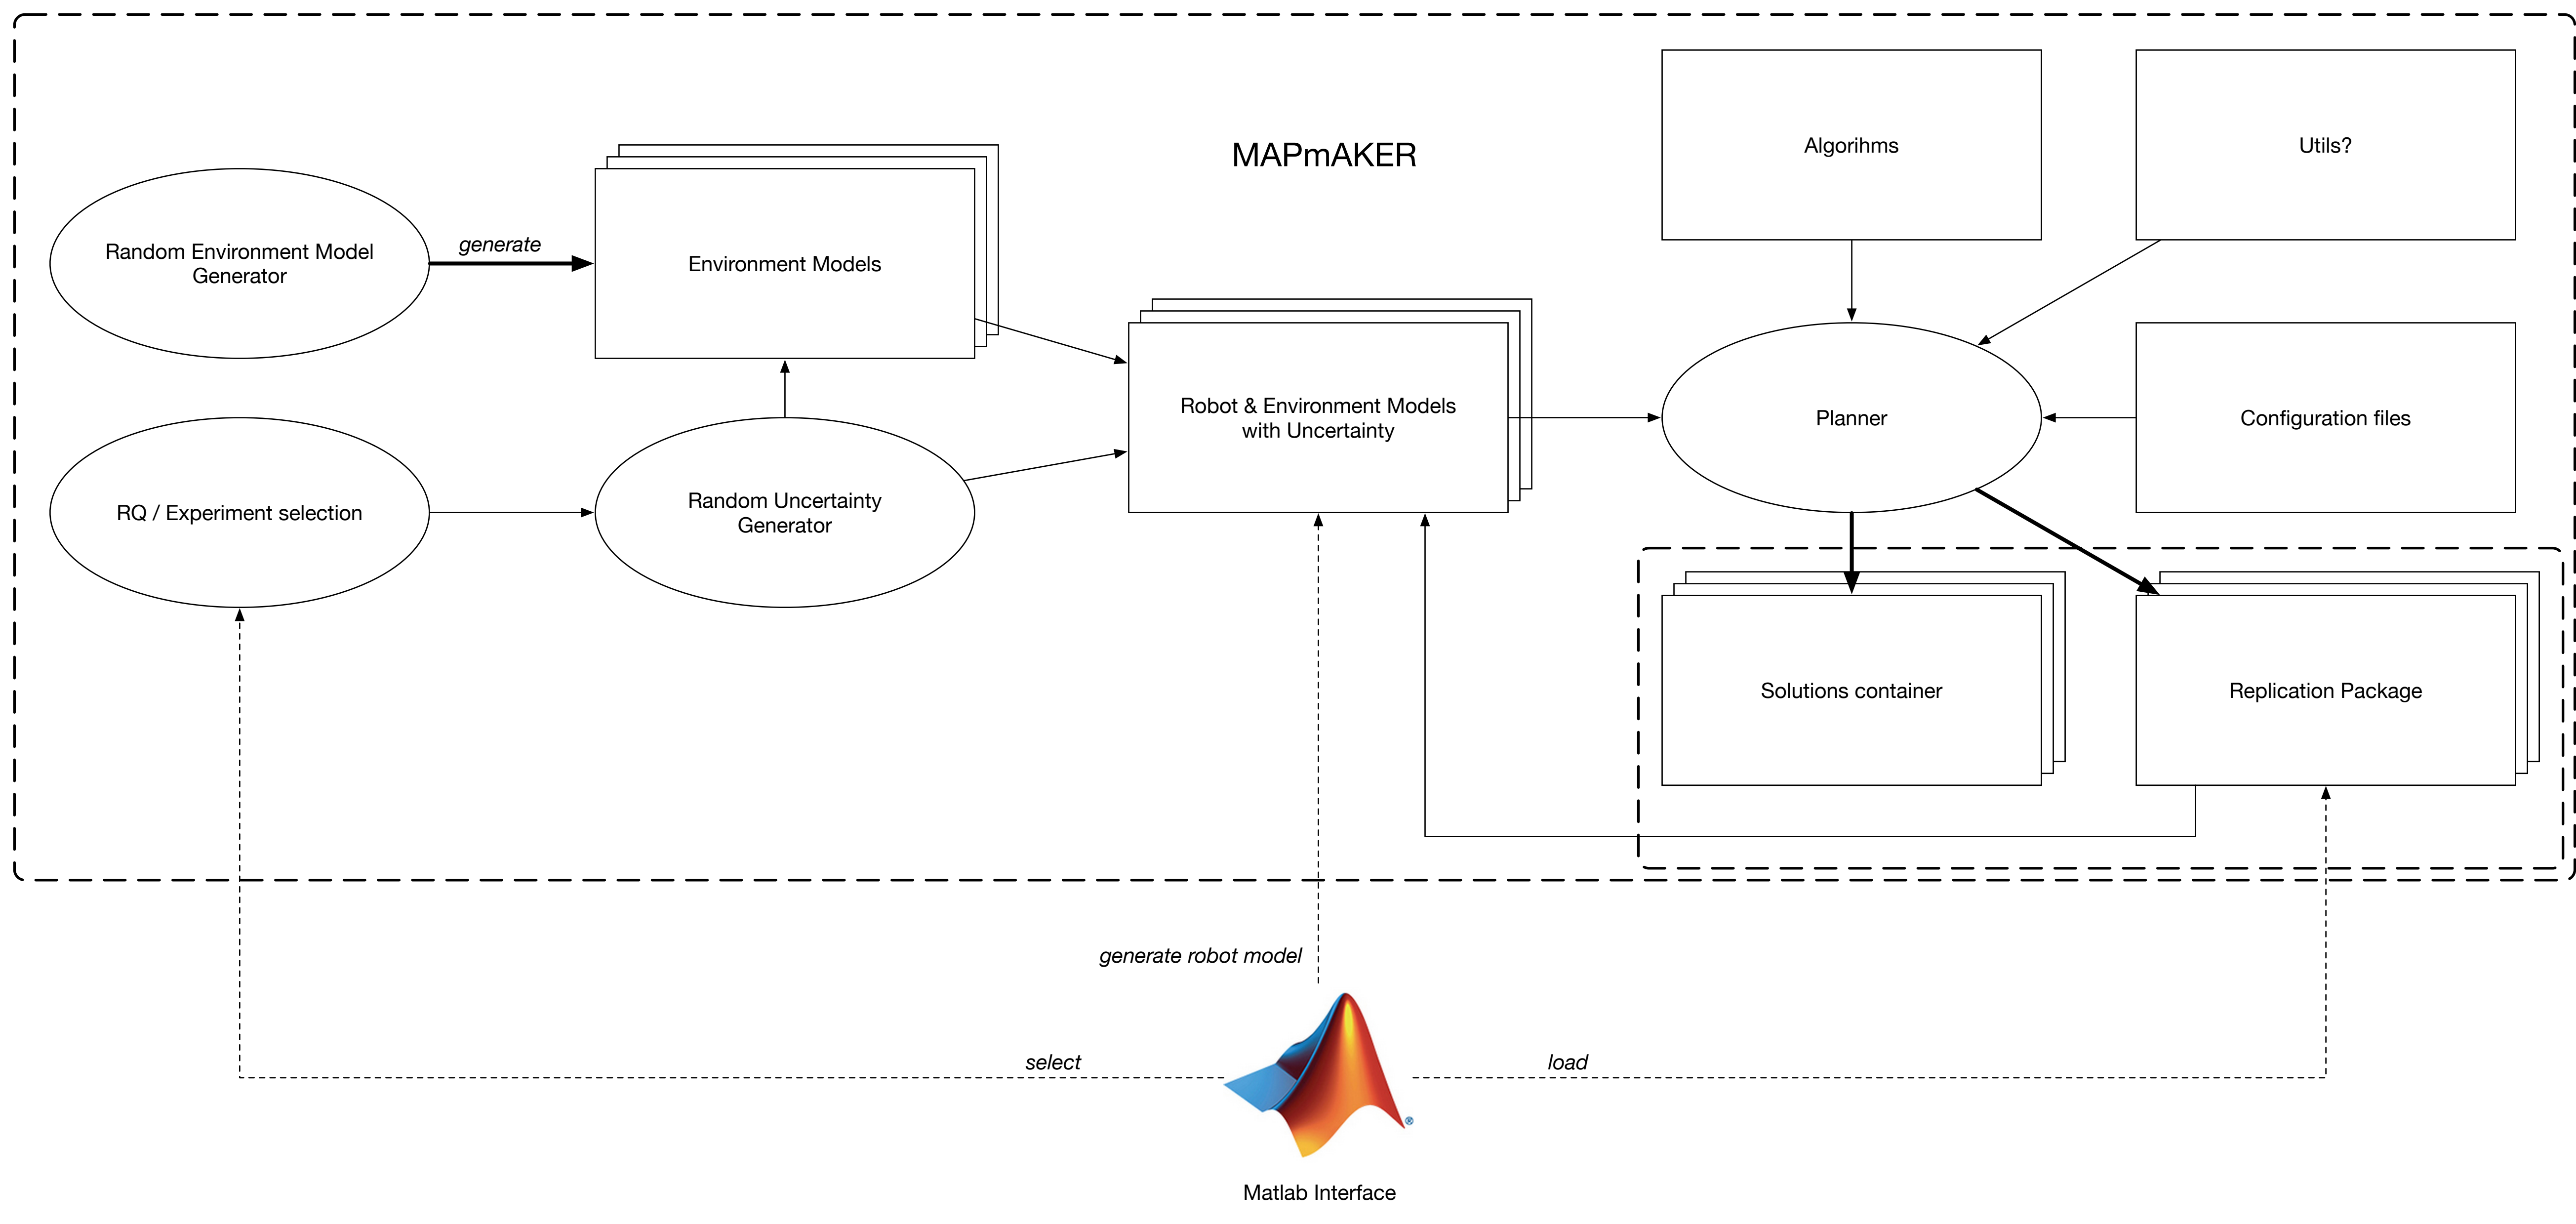 MAPmAKER
Algorihms
Utils?
Random Environment Model
Generator
generate
Environment Models
Robot & Environment Models
with Uncertainty
Planner
Configuration files
RQ / Experiment selection
Random Uncertainty
Generator
Solutions container
Replication Package
generate robot model
select
load
®
Matlab Interface